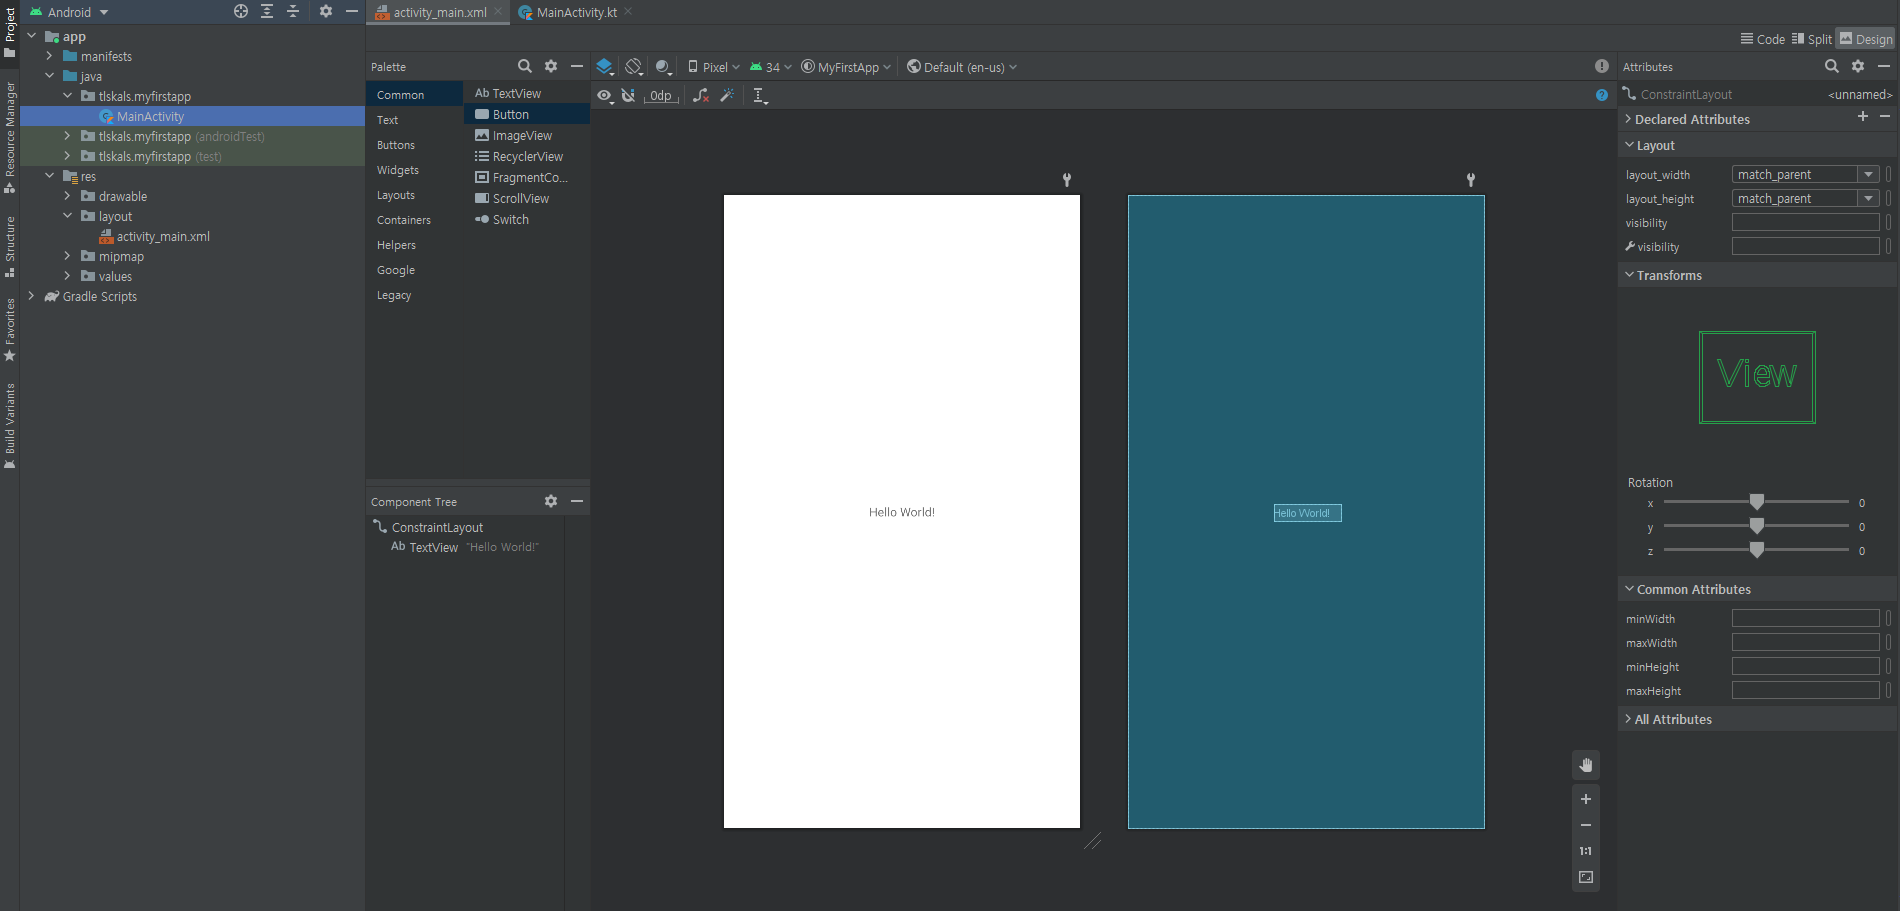 Project
Resource Manager
Structure
Favorites
Build Variants
Android
app
manifests
java
tlskals.myfirstapp
MainActivity
tlskals.myfirstapp (androidTest)
tlskals.myfirstapp (test)
res
drawable
layout
activity_main.xml
mipmap
values
Gradle Scripts
activity_main.xml
MainActivity.kt
Code
Split
Design
Palette
Common
Text
Buttons
Widgets
Layouts
Containers
Helpers
Google
Legacy
Ab TextView
Button
ImageView
RecyclerView
FragmentCo...
ScrollView
Switch
Component Tree
ConstraintLayout
Ab TextView "Hello World!"
Pixel
34
MyFirstApp
Default (en-us)
0dp
Hello World!
Hello World!
1:1
Attributes
ConstraintLayout <unnamed>
Declared Attributes
Layout
layout_width match_parent
layout_height match_parent
visibility
visibility
Transforms
View
Rotation
x 0
y 0
z 0
Common Attributes
minWidth
maxWidth
minHeight
maxHeight
All Attributes